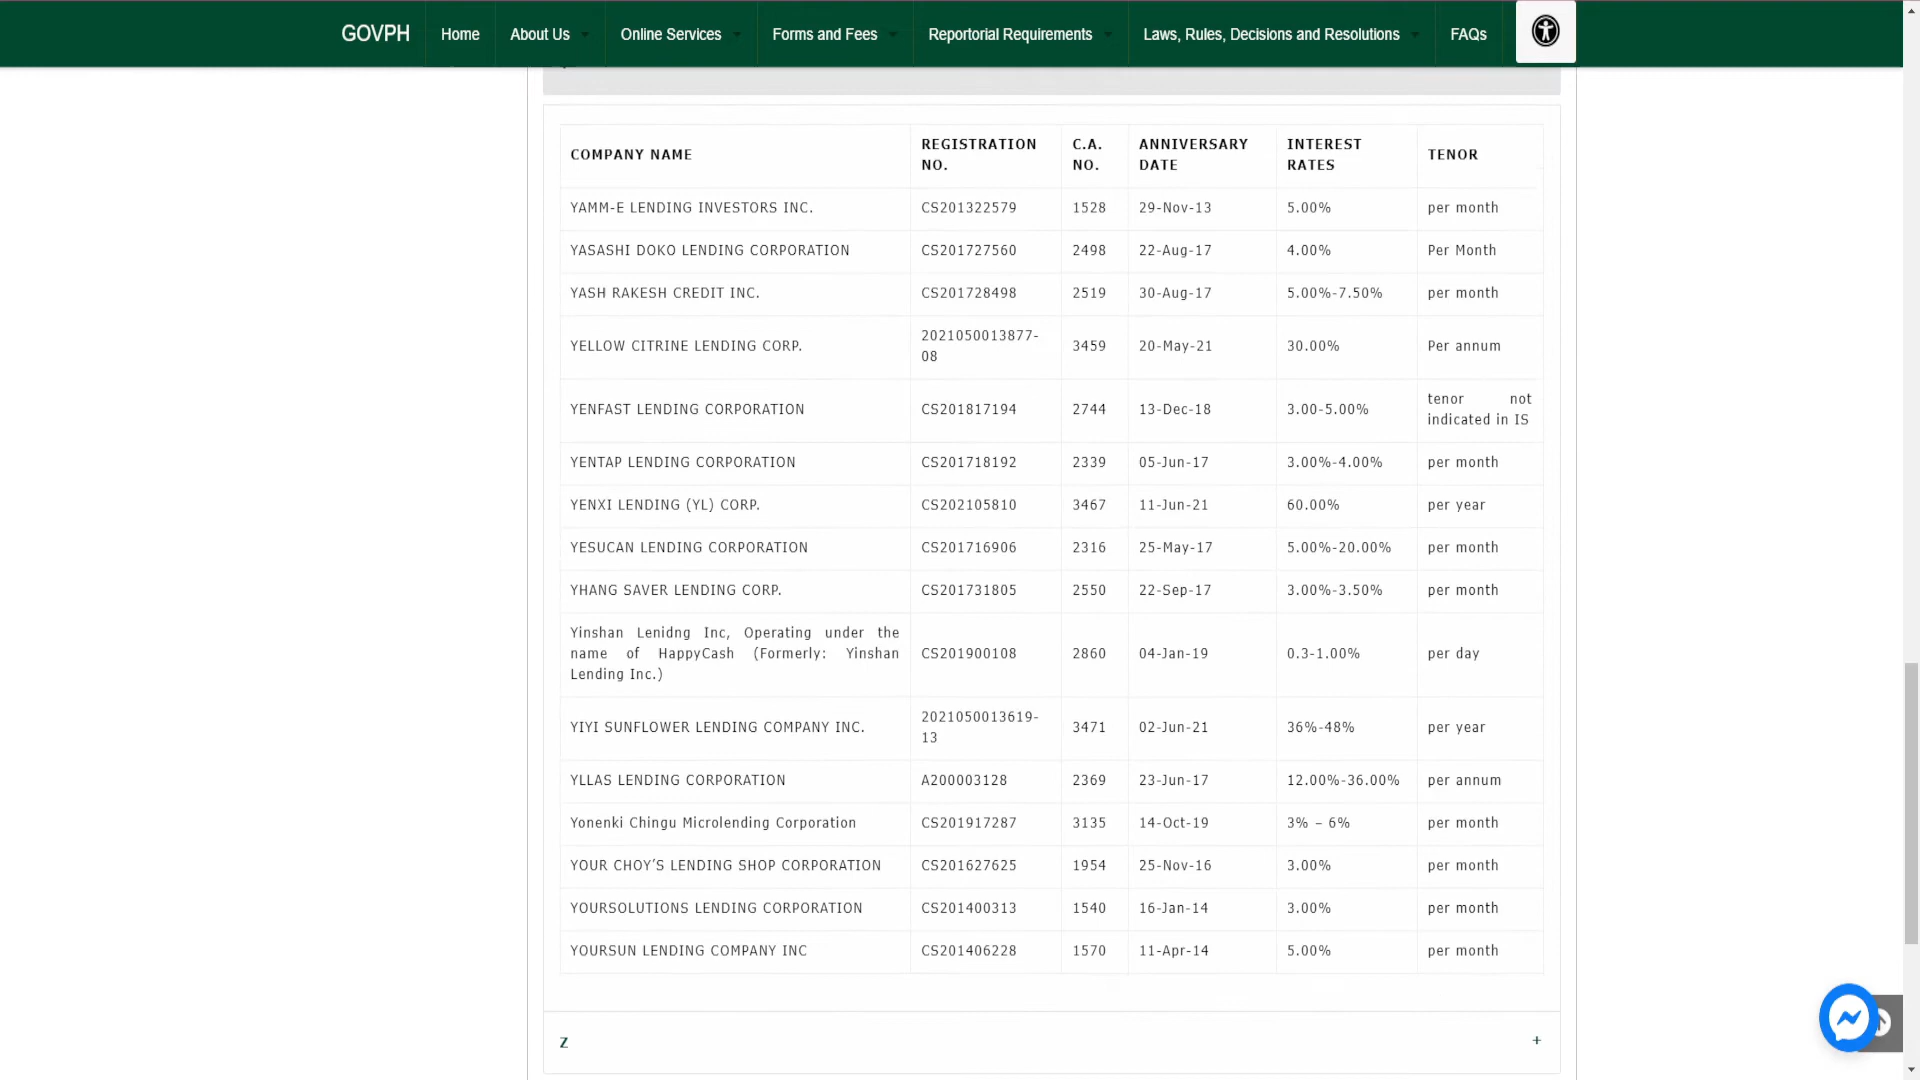 GOVPH Home About Us Online Services Forms and Fees Reportorial Requirements Laws, Rules, Decisions and Resolutions FAQs
COMPANY NAME REGISTRATION NO. C.A. NO. ANNIVERSARY DATE INTEREST RATES TENOR
YAMM-E LENDING INVESTORS INC. CS201322579 1528 29-Nov-13 5.00% per month
YASASHI DOKO LENDING CORPORATION CS201727560 2498 22-Aug-17 4.00% Per Month
YASH RAKESH CREDIT INC. CS201728498 2519 30-Aug-17 5.00%-7.50% per month
YELLOW CITRINE LENDING CORP. 2021050013877-08 3459 20-May-21 30.00% Per annum
YENFAST LENDING CORPORATION CS201817194 2744 13-Dec-18 3.00-5.00% tenor not indicated in IS
YENTAP LENDING CORPORATION CS201718192 2339 05-Jun-17 3.00%-4.00% per month
YENXI LENDING (YL) CORP. CS202105810 3467 11-Jun-21 60.00% per year
YESUCAN LENDING CORPORATION CS201716906 2316 25-May-17 5.00%-20.00% per month
YHANG SAVER LENDING CORP. CS201731805 2550 22-Sep-17 3.00%-3.50% per month
Yinshan Lenidng Inc, Operating under the name of HappyCash (Formerly: Yinshan Lending Inc.) CS201900108 2860 04-Jan-19 0.3-1.00% per day
YIYI SUNFLOWER LENDING COMPANY INC. 2021050013619-13 3471 02-Jun-21 36%-48% per year
YLLAS LENDING CORPORATION A200003128 2369 23-Jun-17 12.00%-36.00% per annum
Yonenki Chingu Microlending Corporation CS201917287 3135 14-Oct-19 3% – 6% per month
YOUR CHOY’S LENDING SHOP CORPORATION CS201627625 1954 25-Nov-16 3.00% per month
YOURSOLUTIONS LENDING CORPORATION CS201400313 1540 16-Jan-14 3.00% per month
YOURSUN LENDING COMPANY INC CS201406228 1570 11-Apr-14 5.00% per month
Z +